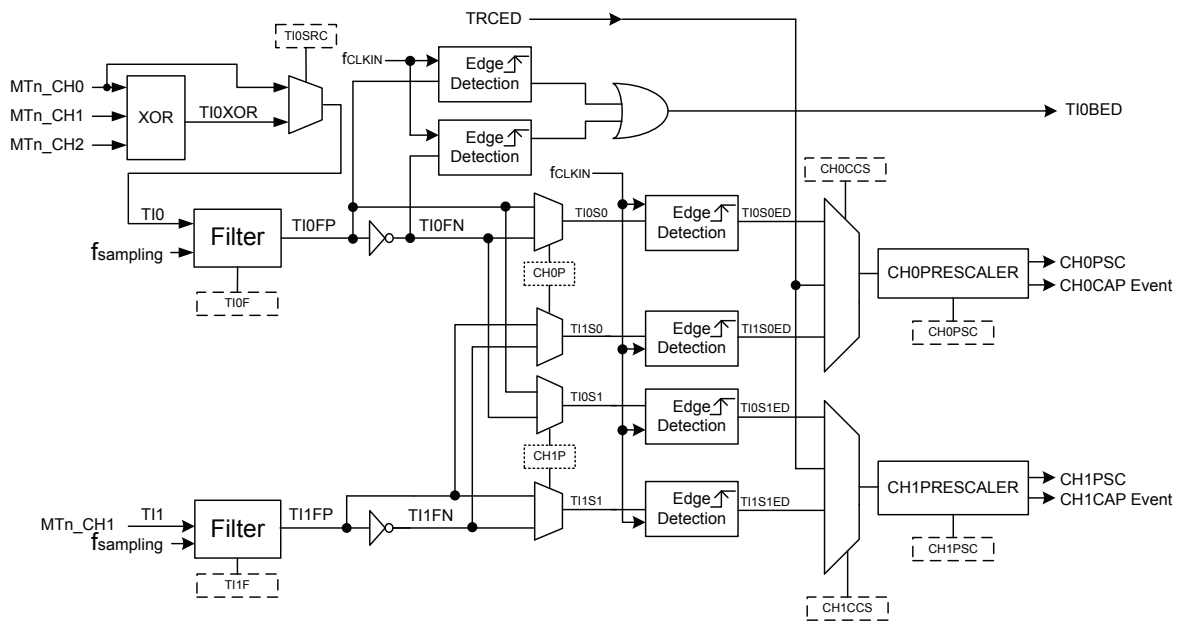 TRCED
TI0SRC
fCLKIN
Edge
Detection
MTn_CH0
MTn_CH1
MTn_CH2
XOR
TI0XOR
TI0BED
Edge
Detection
fCLKIN
CH0CCS
TI0
fsampling
Filter
TI0FP
TI0FN
TI0S0
Edge
Detection
TI0S0ED
CH0PRESCALER
CH0PSC
CH0CAP Event
TI0F
CH0P
CH0PSC
TI1S0
Edge
Detection
TI1S0ED
TI0S1
Edge
Detection
TI0S1ED
CH1P
MTn_CH1
TI1
fsampling
Filter
TI1FP
TI1FN
TI1S1
Edge
Detection
TI1S1ED
CH1PRESCALER
CH1PSC
CH1CAP Event
TI1F
CH1PSC
CH1CCS